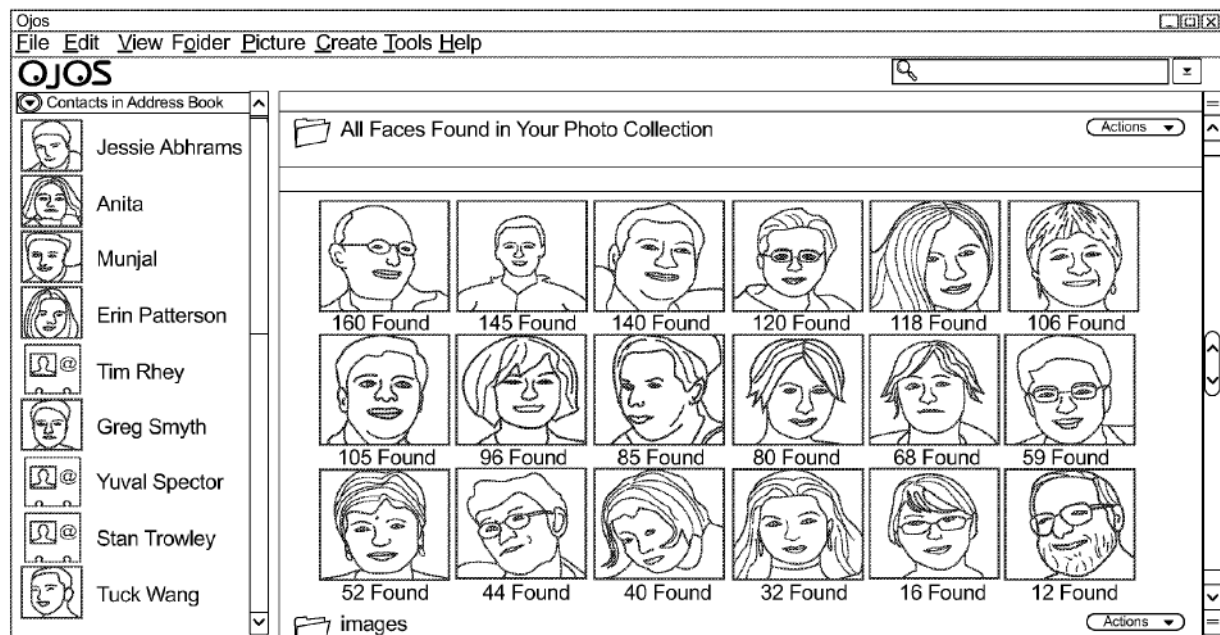 Ojos
File Edit View Foider Picture Create Tools Help
OJOS
Contacts in Address Book
Jessie Abhrams
Anita
Munjal
Erin Patterson
@ Tim Rhey
Greg Smyth
@ Yuval Spector
@ Stan Trowley
Tuck Wang
All Faces Found in Your Photo Collection
Actions
160 Found 145 Found 140 Found 120 Found 118 Found 106 Found
105 Found 96 Found 85 Found 80 Found 68 Found 59 Found
52 Found 44 Found 40 Found 32 Found 16 Found 12 Found
images
Actions